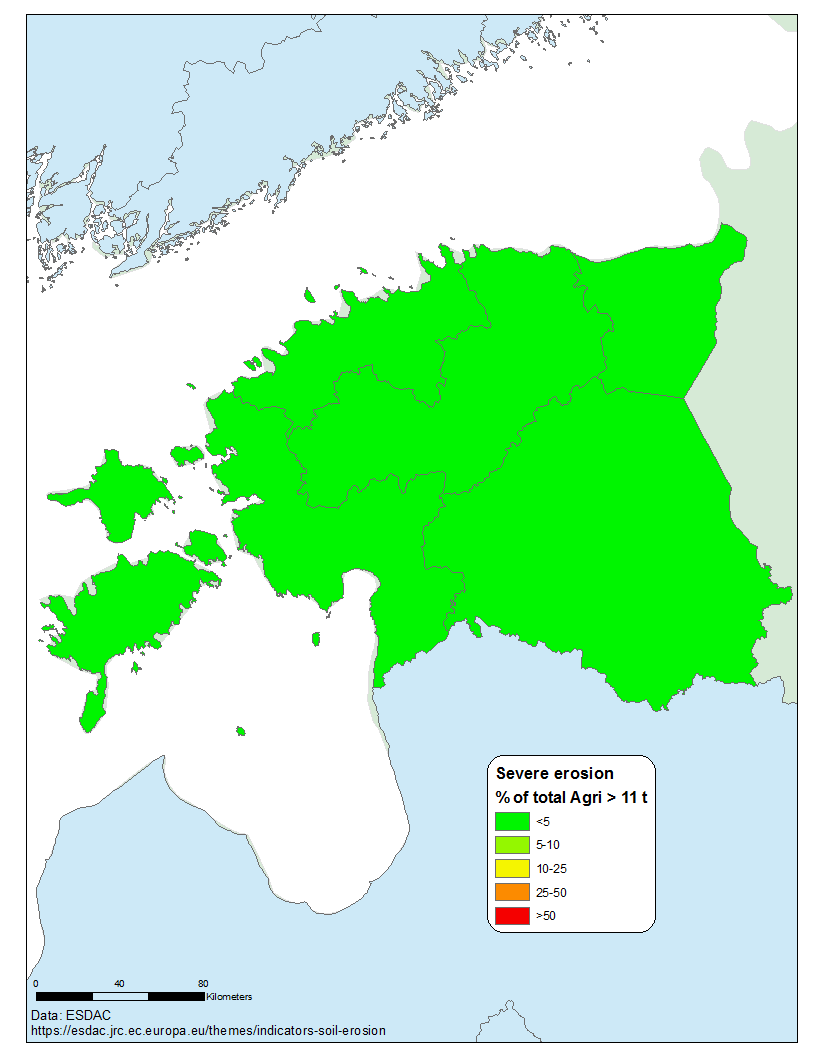 Severe erosion
% of total Agri > 11 t
<5
5-10
10-25
25-50
>50
0 40 80
Kilometers
Data: ESDAC
https://esdac.jrc.ec.europa.eu/themes/indicators-soil-erosion